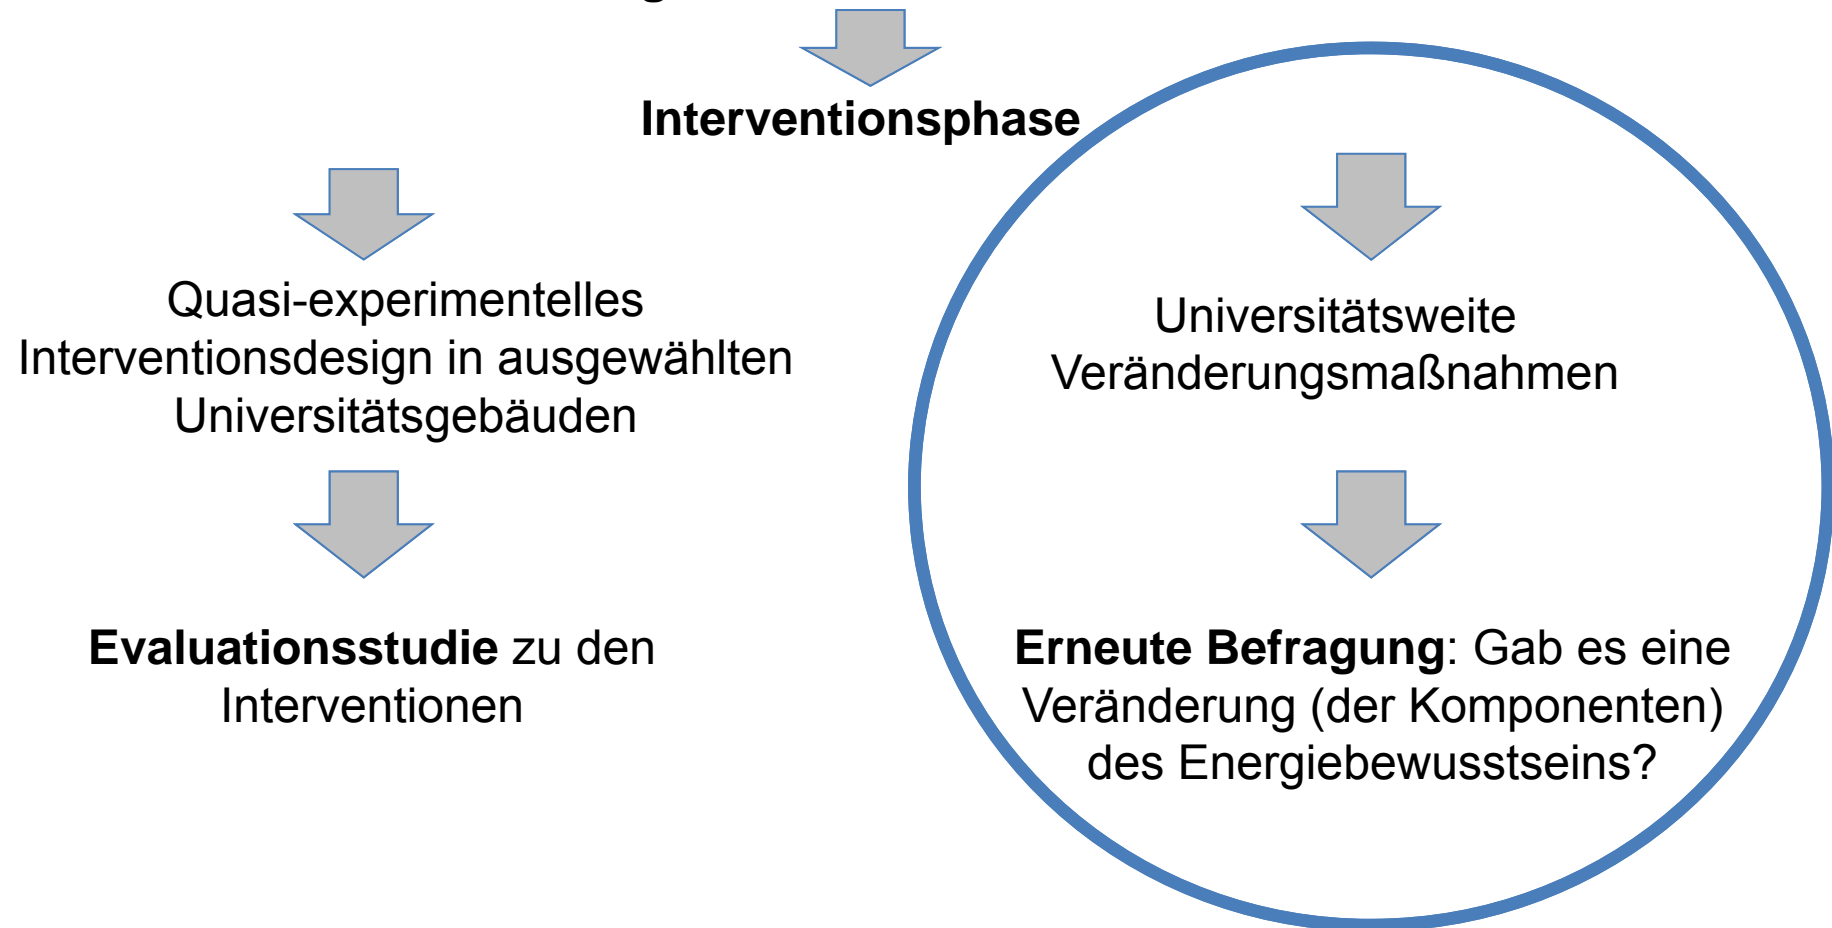 Interventionsphase
Quasi-experimentelles
Interventionsdesign in ausgewählten
Universitätsgebäuden
Universitätsweite
Veränderungsmaßnahmen
Evaluationsstudie zu den
Interventionen
Erneute Befragung: Gab es eine
Veränderung (der Komponenten)
des Energiebewusstseins?